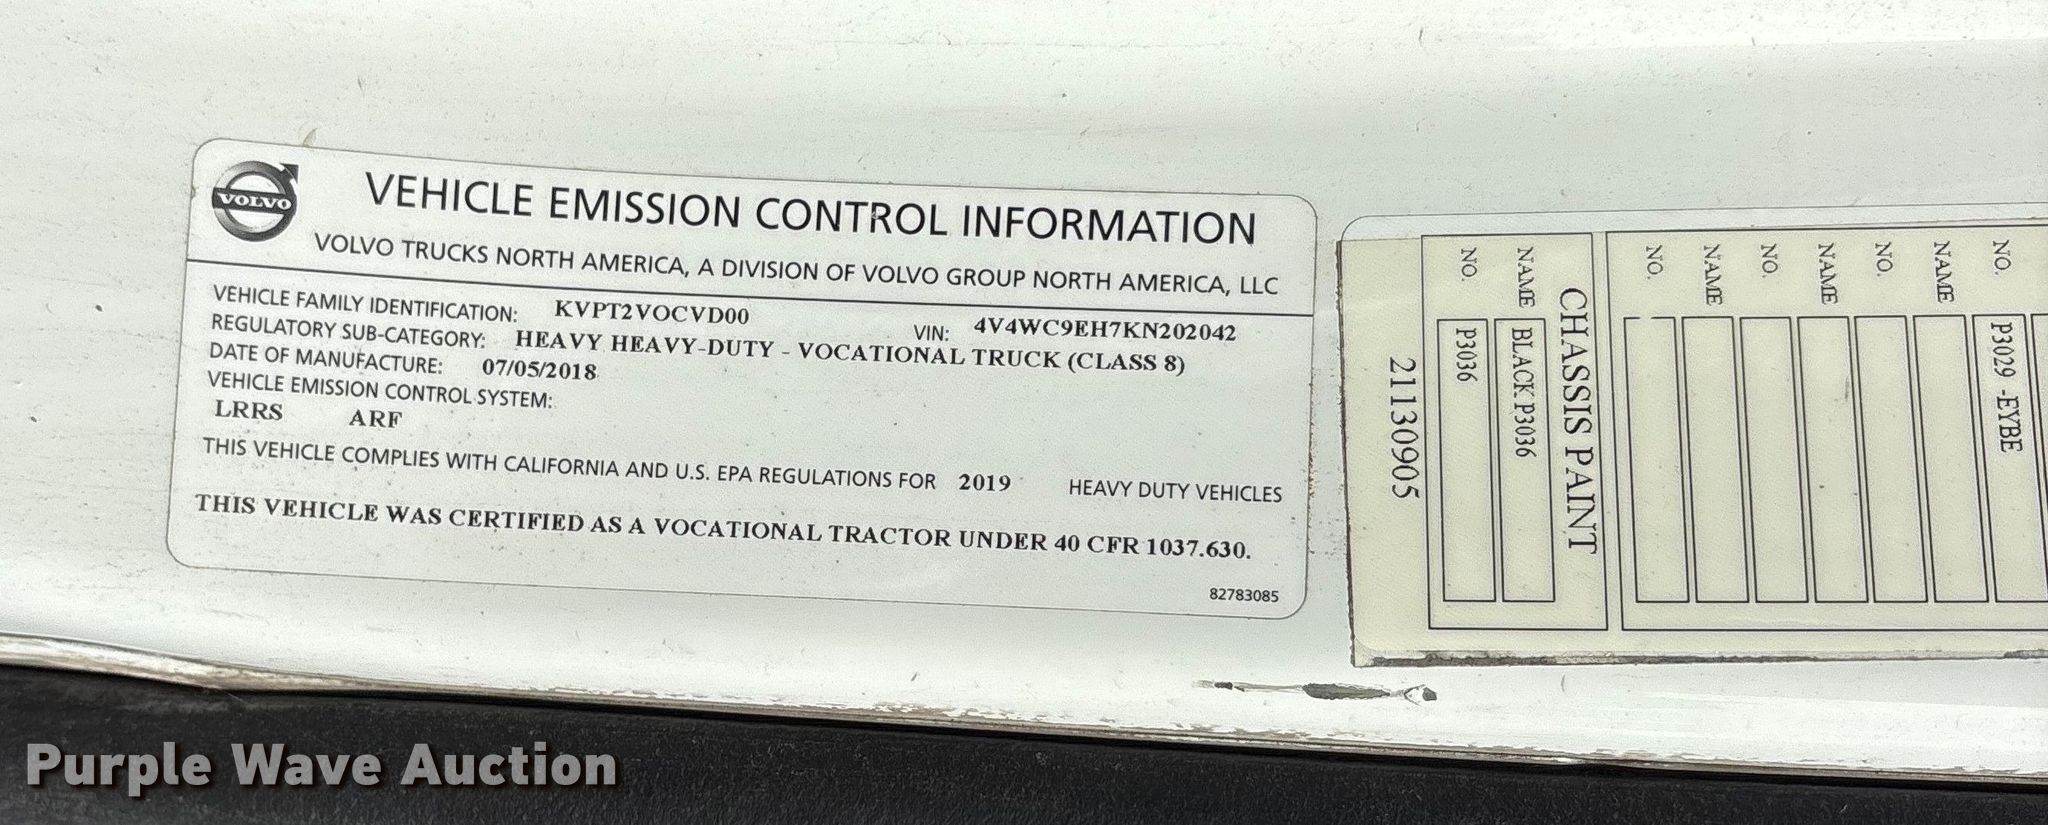 VOLVO
VEHICLE EMISSION CONTROL INFORMATION
VOLVO TRUCKS NORTH AMERICA, A DIVISION OF VOLVO GROUP NORTH AMERICA, LLC
VEHICLE FAMILY IDENTIFICATION: KVPT2VOCVD00 VIN: 4V4WC9EH7KN202042
REGULATORY SUB-CATEGORY: HEAVY HEAVY-DUTY - VOCATIONAL TRUCK (CLASS 8)
DATE OF MANUFACTURE: 07/05/2018
VEHICLE EMISSION CONTROL SYSTEM:
LRRS ARF
THIS VEHICLE COMPLIES WITH CALIFORNIA AND U.S. EPA REGULATIONS FOR 2019 HEAVY DUTY VEHICLES
THIS VEHICLE WAS CERTIFIED AS A VOCATIONAL TRACTOR UNDER 40 CFR 1037.630.
82783085
NO. P3029 -EYBE
NAME
NO.
NAME
NO.
NAME
NO.
CHASSIS PAINT
NAME BLACK P3036
NO. P3036
21130905
Purple Wave Auction